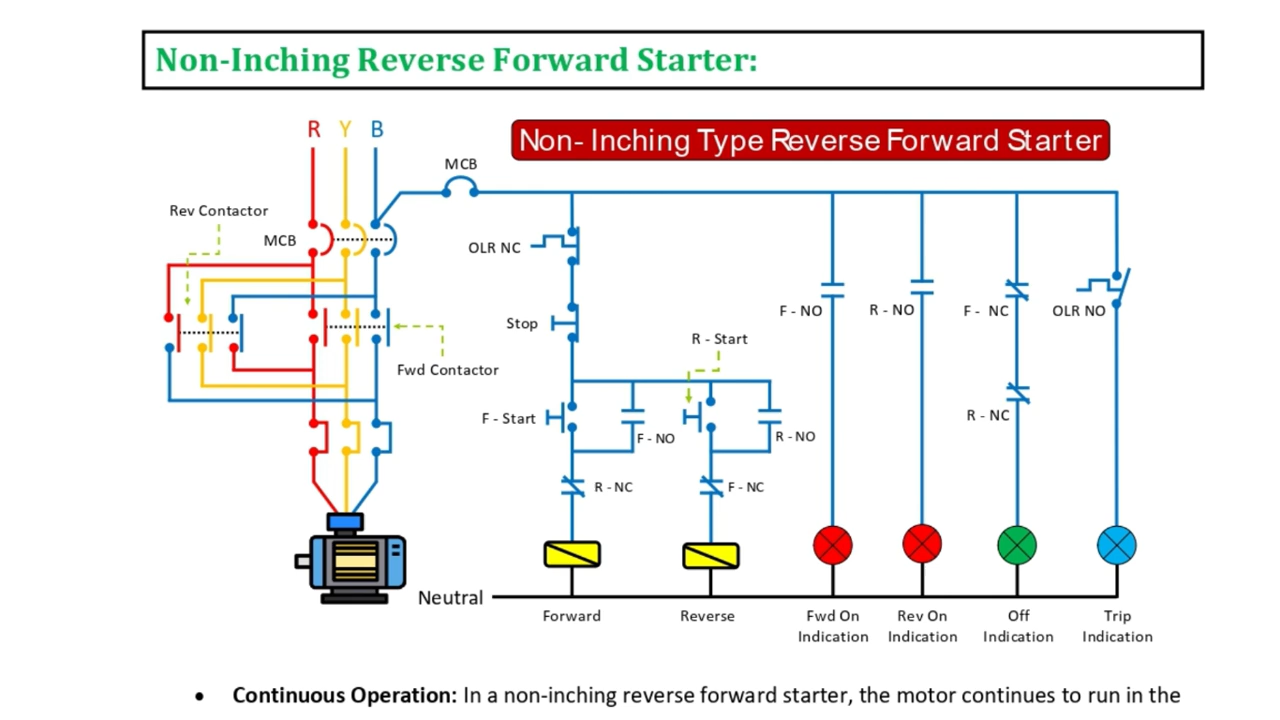 Non-Inching Reverse Forward Starter:
R Y B
Non- Inching Type Reverse Forward Starter
MCB
Rev Contactor
MCB
OLR NC
F - NO
R - NO
F - NC
OLR NO
Stop
R - Start
Fwd Contactor
F - Start
F - NO
R - NO
R - NC
R - NC
F - NC
Neutral
Forward
Reverse
Fwd On
Indication
Rev On
Indication
Off
Indication
Trip
Indication
• Continuous Operation: In a non-inching reverse forward starter, the motor continues to run in the